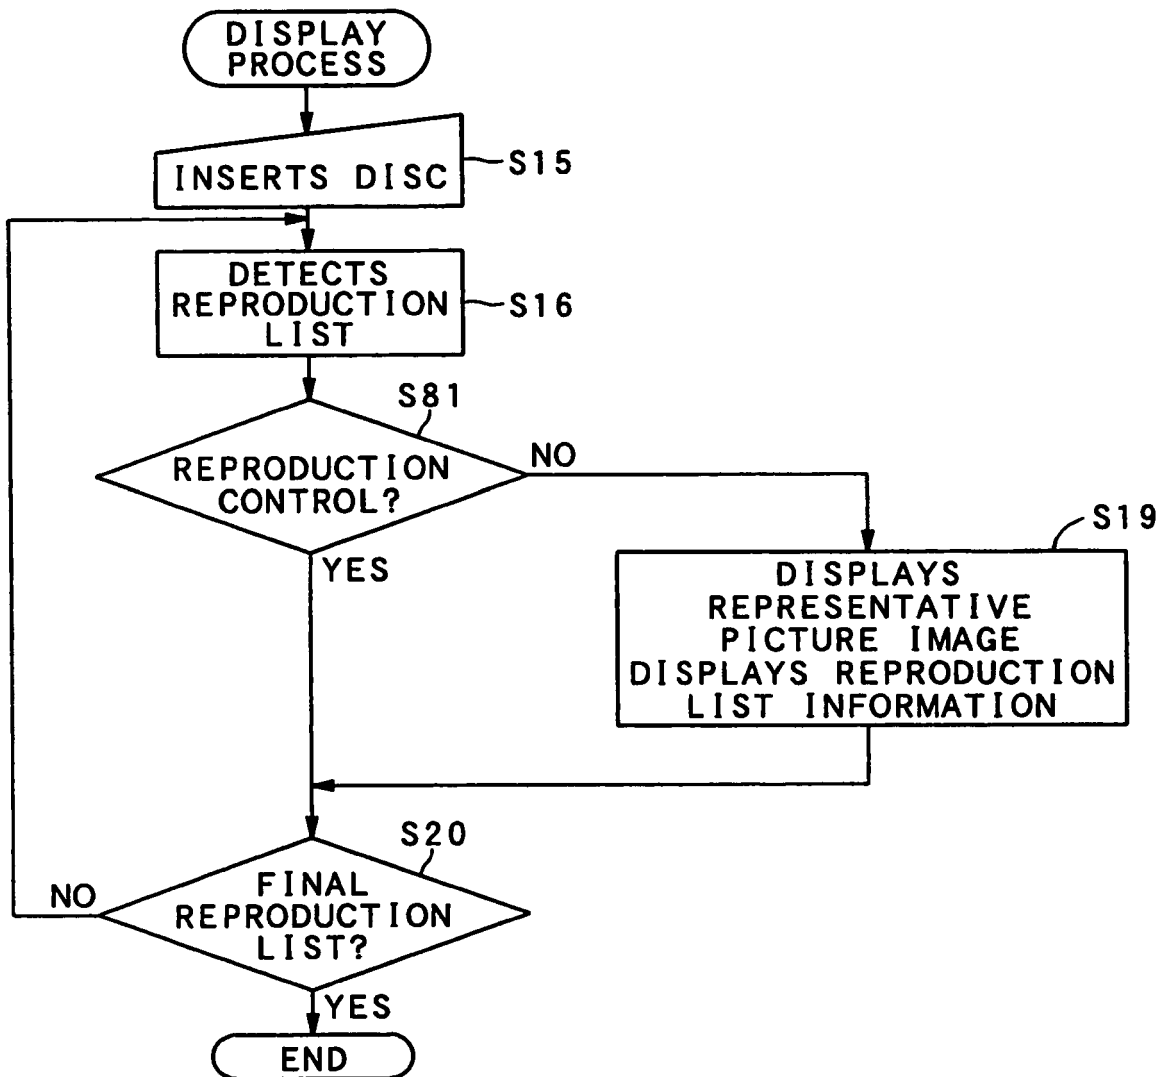 DISPLAY
PROCESS
INSERTS DISC
S15
DETECTS
REPRODUCTION
LIST
S16
S81
REPRODUCTION
CONTROL?
NO
YES
S19
DISPLAYS
REPRESENTATIVE
PICTURE IMAGE
DISPLAYS REPRODUCTION
LIST INFORMATION
S20
FINAL
REPRODUCTION
LIST?
NO
YES
END